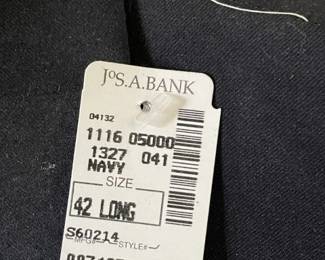 JoS.A.BANK
04132
1116 05000
1327 041
NAVY
SIZE
42 LONG
S60214
MFG# STYLE#